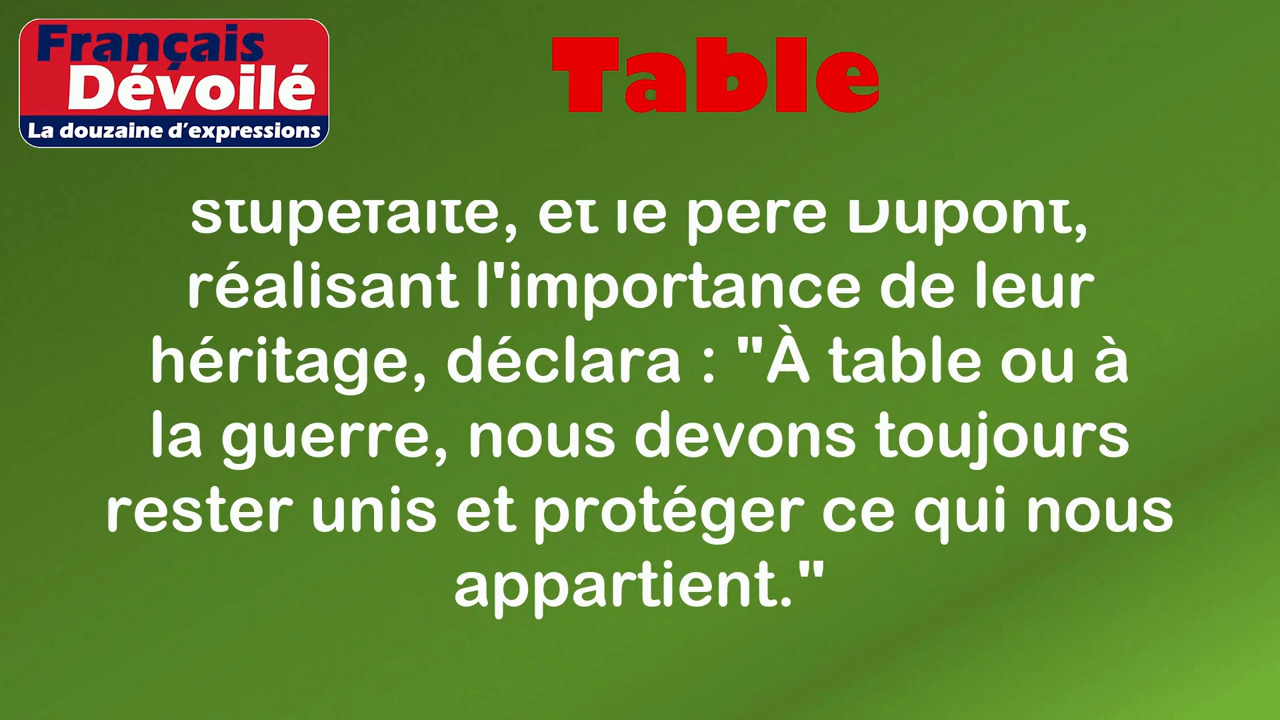 Français
Dévoilé
La douzaine d'expressions
Table
stupéfaite, et le père Dupont,
réalisant l'importance de leur
héritage, déclara : "À table ou à
la guerre, nous devons toujours
rester unis et protéger ce qui nous
appartient."